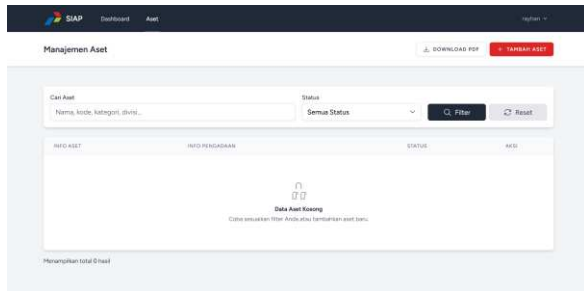 SIAP Dashboard Aset rayhan
Manajemen Aset
DOWNLOAD PDF + TAMBAH ASET
Cari Aset Status
Nama, kode, kategori, divisi... Semua Status Filter Reset
INFO ASET INFO PENGADAAN STATUS AKSI
Data Aset Kosong
Coba sesuaikan filter Anda atau tambahkan aset baru.
Menampilkan total 0 hasil